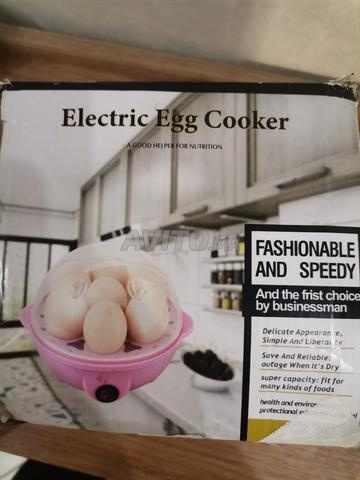 Electric Egg Cooker
A GOOD HELPER FOR NUTRITION
AVITO.ma
FASHIONABLE
AND SPEEDY
And the frist choice
by businessman
Delicate Appearance,
Simple And Liberality
Save And Reliable:
outage When It's Dry
super capacity: fit for
many kinds of foods
health and environ
protectional